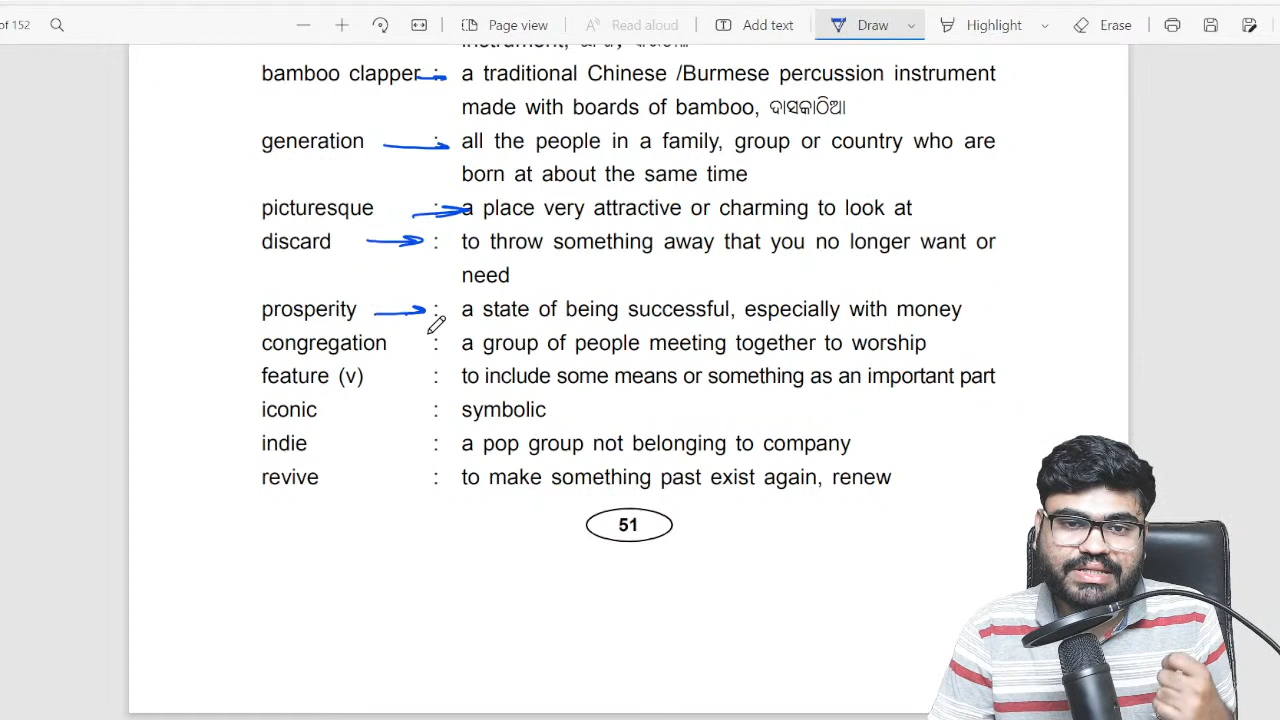 of 152
Page view
Read aloud
Add text
Draw
Highlight
Erase
bamboo clapper : a traditional Chinese /Burmese percussion instrument
made with boards of bamboo, ଦାସକାଠିଆ
generation : all the people in a family, group or country who are
born at about the same time
picturesque : a place very attractive or charming to look at
discard : to throw something away that you no longer want or
need
prosperity : a state of being successful, especially with money
congregation : a group of people meeting together to worship
feature (v) : to include some means or something as an important part
iconic : symbolic
indie : a pop group not belonging to company
revive : to make something past exist again, renew
51